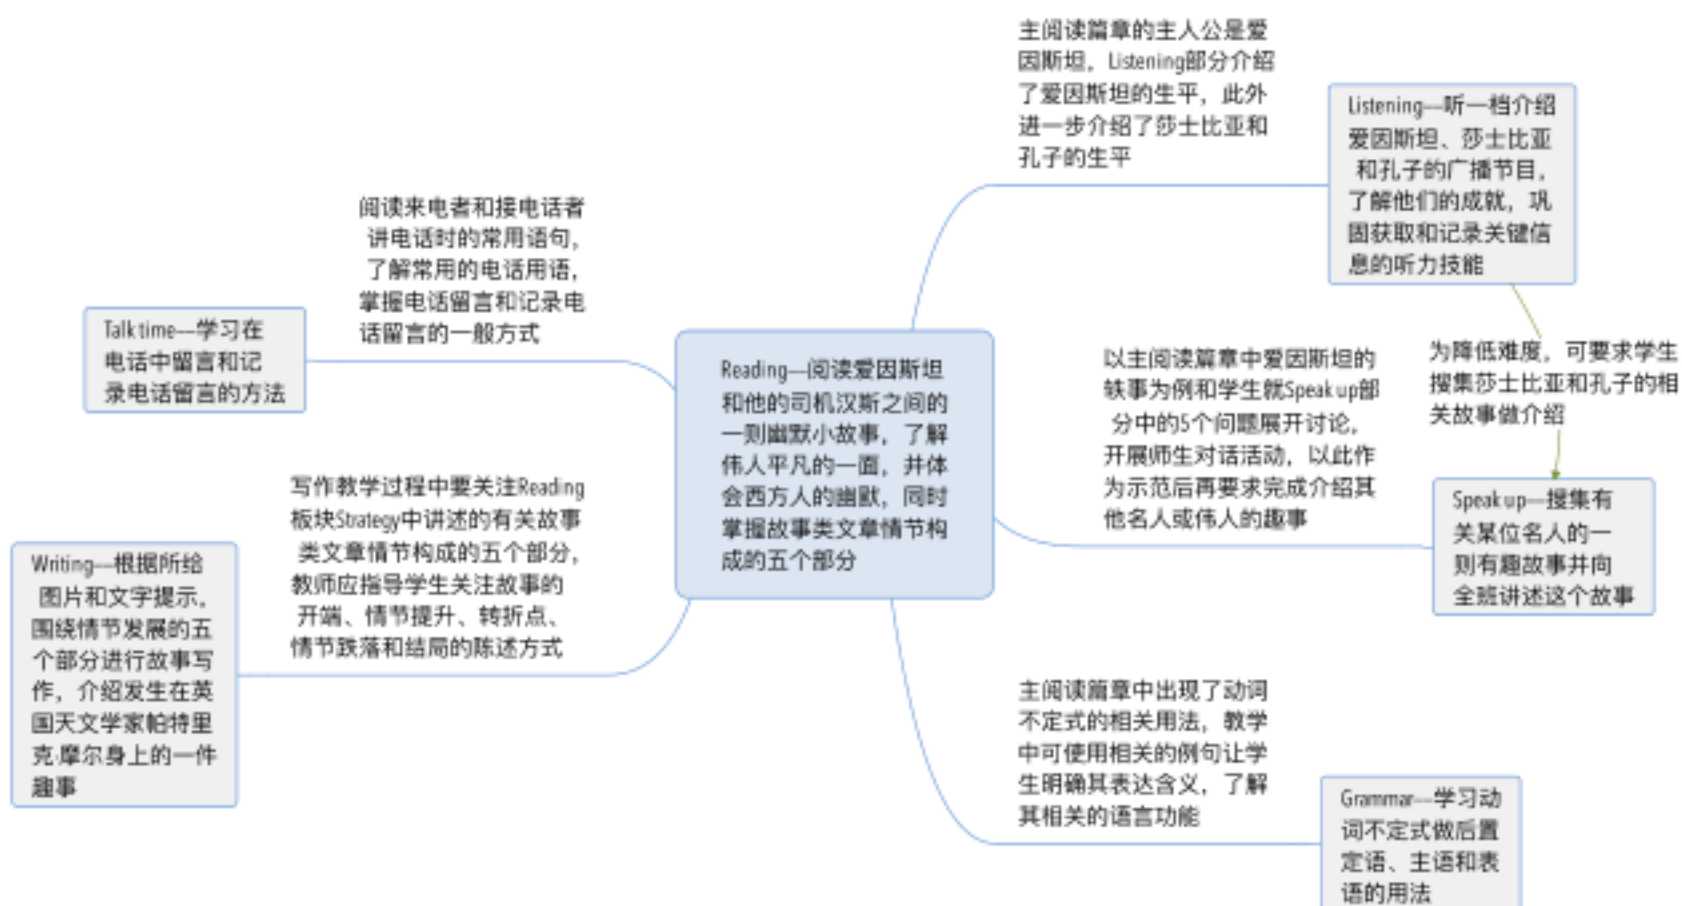 主阅读篇章的主人公是爱
因斯坦，Listening部分介绍
了爱因斯坦的生平，此外
进一步介绍了莎士比亚和
孔子的生平
Listening—听一档介绍
爱因斯坦、莎士比亚
和孔子的广播节目，
了解他们的成就，巩
固获取和记录关键信
息的听力技能
阅读来电者和接电话者
讲电话时的常用语句，
了解常用的电话用语，
掌握电话留言和记录电
话留言的一般方式
Talk time—学习在
电话中留言和记
录电话留言的方法
Reading—阅读爱因斯坦
和他的司机汉斯之间的
一则幽默小故事，了解
伟人平凡的一面，并体
会西方人的幽默，同时
掌握故事类文章情节构
成的五个部分
以主阅读篇章中爱因斯坦的
轶事为例和学生就Speak up部
分中的5个问题展开讨论，
开展师生对话活动，以此作
为示范后再要求完成介绍其
他名人或伟人的趣事
为降低难度，可要求学生
搜集莎士比亚和孔子的相
关故事做介绍
Speak up—搜集有
关某位名人的一
则有趣故事并向
全班讲述这个故事
写作教学过程中要关注Reading
板块Strategy中讲述的有关故事
类文章情节构成的五个部分，
教师应指导学生关注故事的
开端、情节提升、转折点、
情节跌落和结局的陈述方式
Writing—根据所给
图片和文字提示，
围绕情节发展的五
个部分进行故事写
作，介绍发生在英
国天文学家帕特里
克·摩尔身上的一件
趣事
主阅读篇章中出现了动词
不定式的相关用法，教学
中可使用相关的例句让学
生明确其表达含义，了解
其相关的语言功能
Grammar—学习动
词不定式做后置
定语、主语和表
语的用法